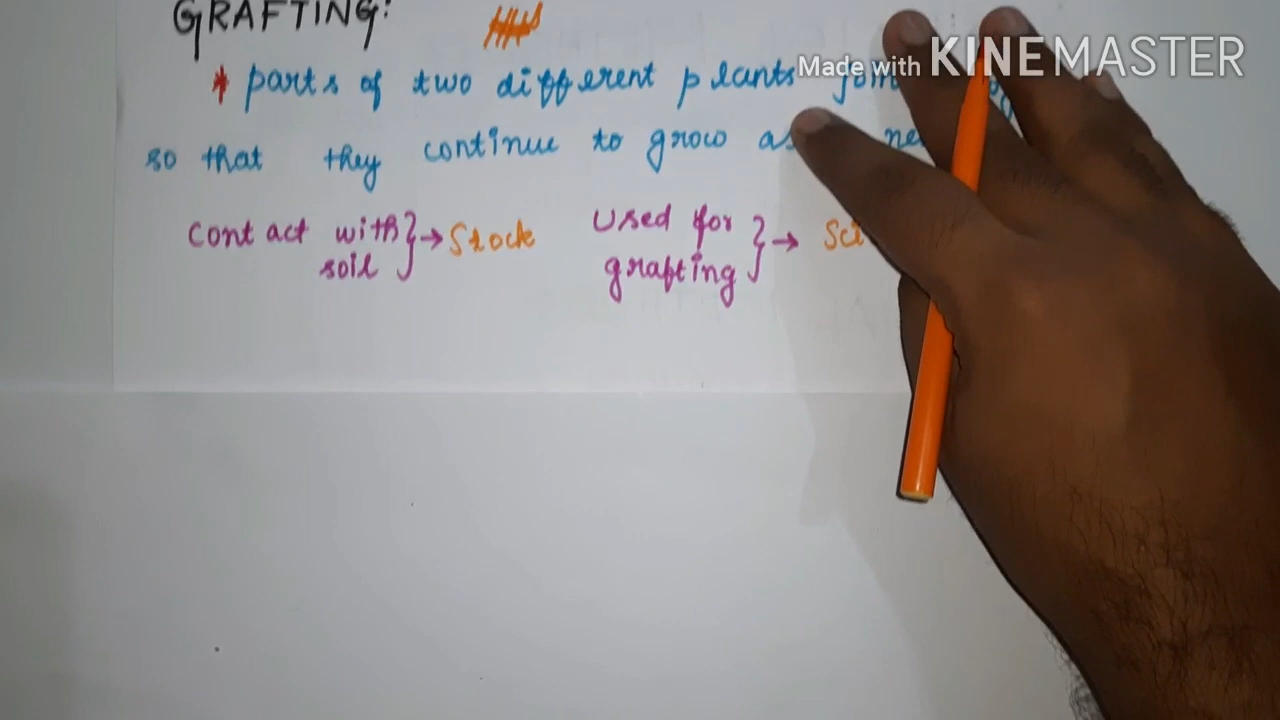 GRAFTING:
Made with KINEMASTER
* parts of two different plants
so that they continue to grow as
contact with soil } → Stock
Used for grafting } →